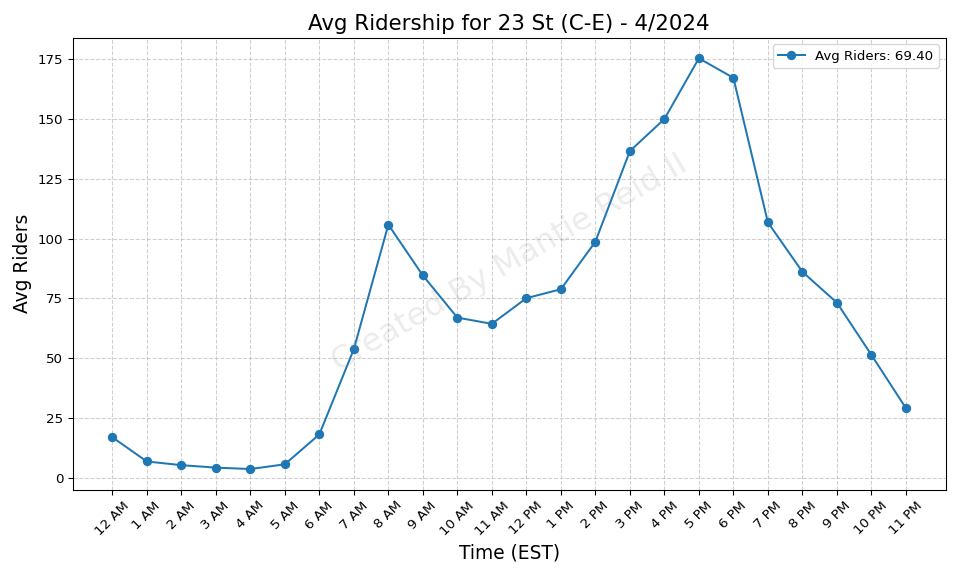 Avg Ridership for 23 St (C-E) - 4/2024
Avg Riders: 69.40
175
150
125
100
75
50
25
0
Avg Riders
Created By Mantie Reid II
12 AM
1 AM
2 AM
3 AM
4 AM
5 AM
6 AM
7 AM
8 AM
9 AM
10 AM
11 AM
12 PM
1 PM
2 PM
3 PM
4 PM
5 PM
6 PM
7 PM
8 PM
9 PM
10 PM
11 PM
Time (EST)